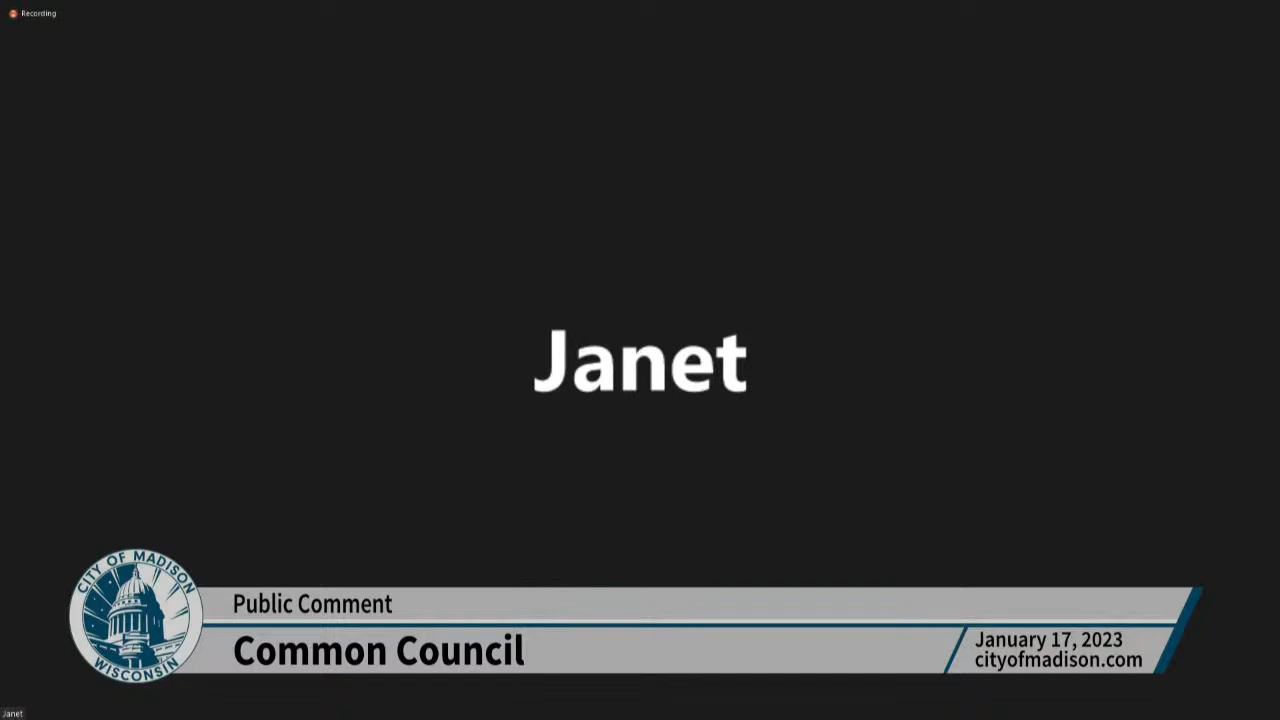 Recording
Janet
CITY OF MADISON
WISCONSIN
Public Comment
Common Council
January 17, 2023
cityofmadison.com
Janet